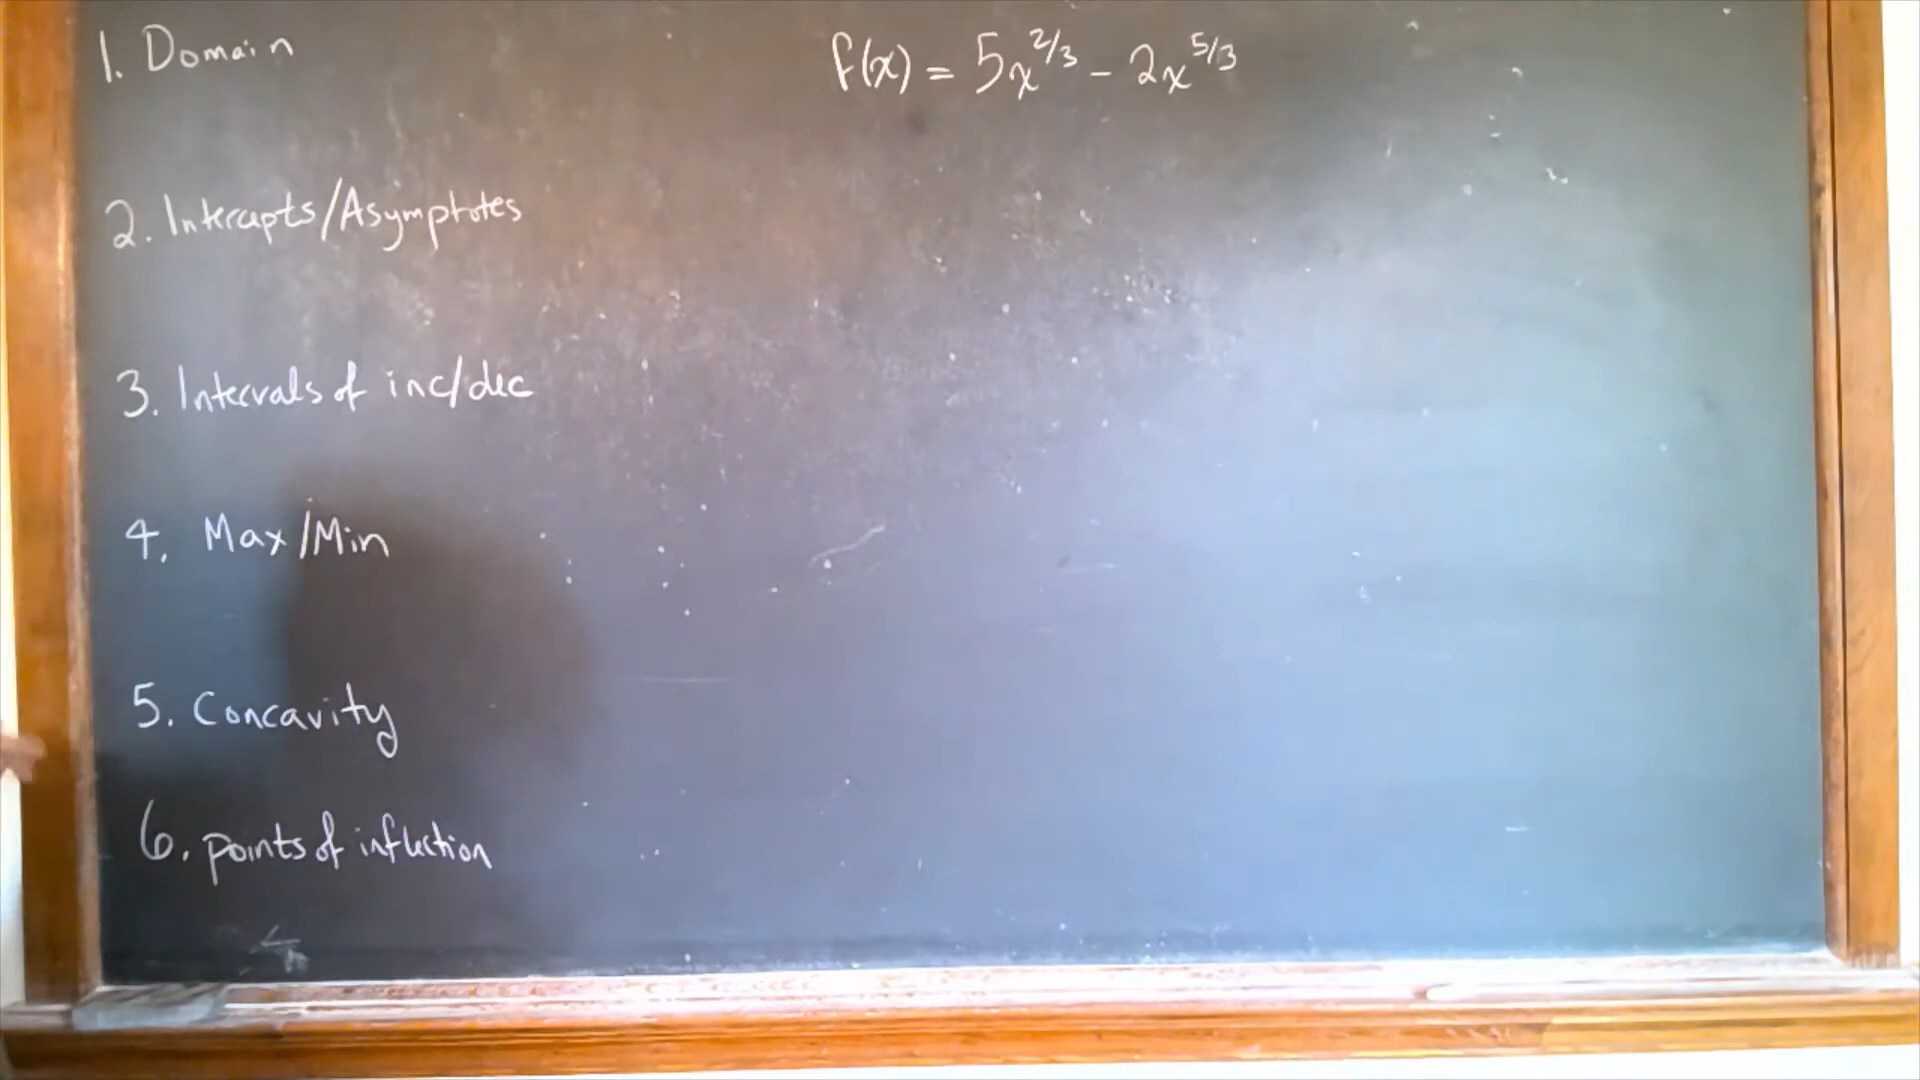 1. Domain
f(x) = 5x^{2/3} - 2x^{5/3}
2. Intercepts/Asymptotes
3. Intervals of inc/dec
4. Max/Min
5. Concavity
6. points of inflection